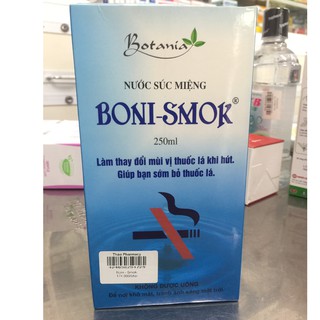 Botania
NƯỚC SÚC MIỆNG
BONI-SMOK®
250ml
Làm thay đổi mùi vị thuốc lá khi hút.
Giúp bạn sớm bỏ thuốc lá.
KHÔNG ĐƯỢC UỐNG